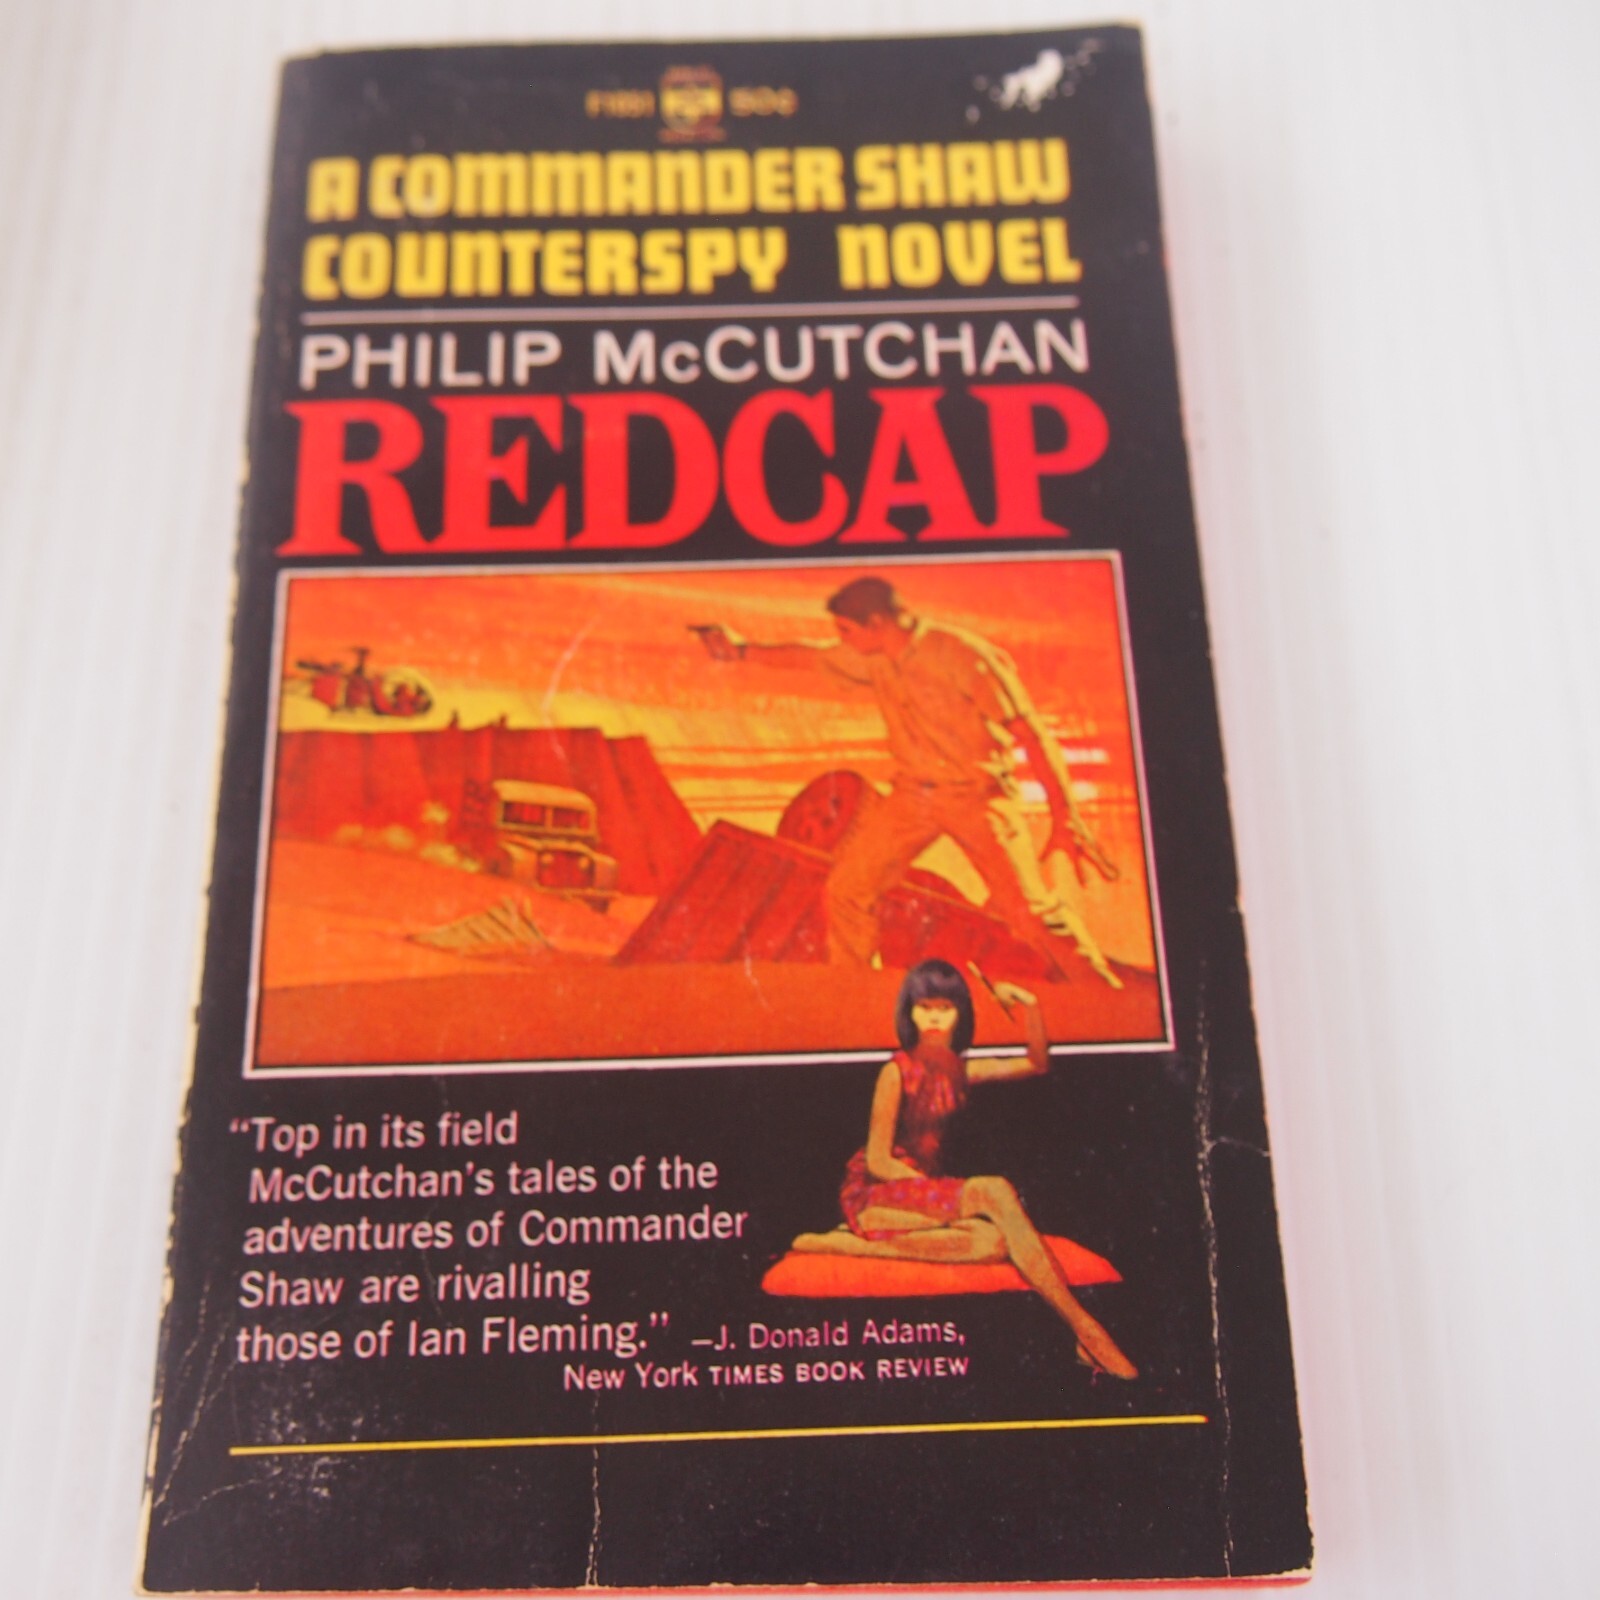 50¢
A COMMANDER SHAW
COUNTERSPY NOVEL
PHILIP McCUTCHAN
REDCAP
“Top in its field
McCutchan's tales of the
adventures of Commander
Shaw are rivalling
those of Ian Fleming.” —J. Donald Adams,
New York TIMES BOOK REVIEW